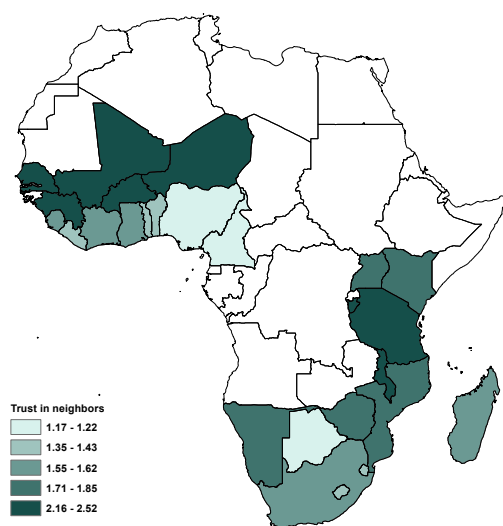 Trust in neighbors
1.17 - 1.22
1.35 - 1.43
1.55 - 1.62
1.71 - 1.85
2.16 - 2.52